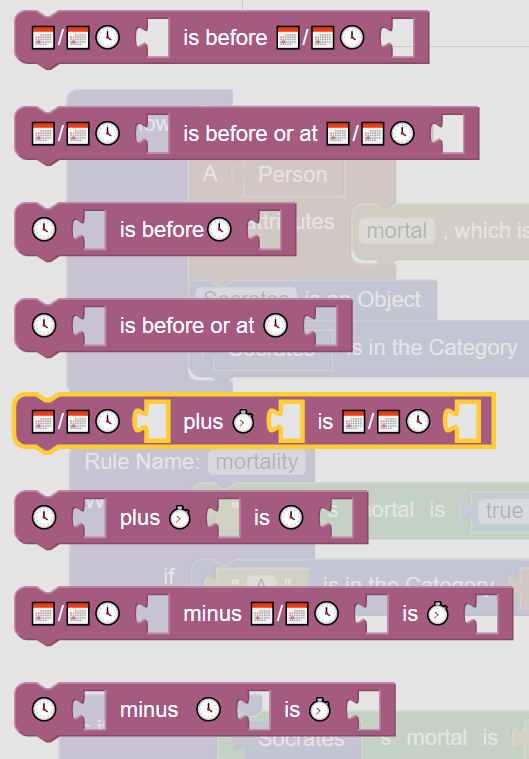 📅/📅🕓 is before 📅/📅🕓
📅/📅🕓 is before or at 📅/📅🕓
A Person
attributes
🕓 is before🕓
mortal , which is
Socrates is an Object
🕓 is before or at 🕓
Socrates is in the Category
📅/📅🕓 plus ⏱ is 📅/📅🕓
Rule Name: mortality
🕓 plus ⏱ is 🕓
mortal is true
if " A " is in the Category
📅/📅🕓 minus 📅/📅🕓 is ⏱
🕓 minus 🕓 is ⏱
Socrates s mortal is